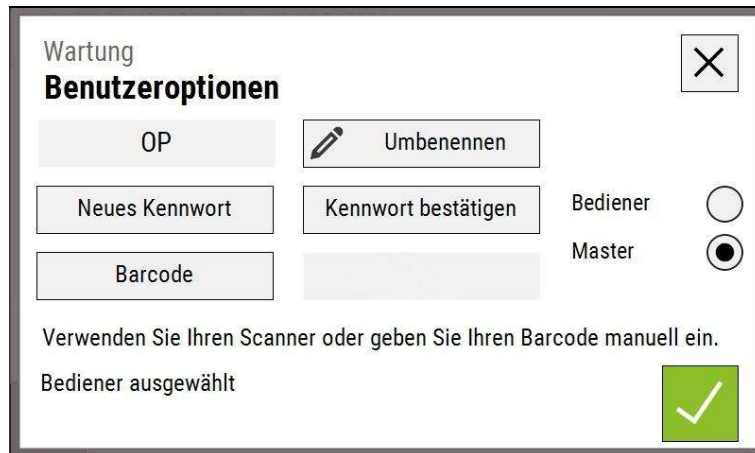 Wartung
Benutzeroptionen
OP
Umbenennen
Neues Kennwort
Kennwort bestätigen
Bediener
Master
Barcode
Verwenden Sie Ihren Scanner oder geben Sie Ihren Barcode manuell ein.
Bediener ausgewählt